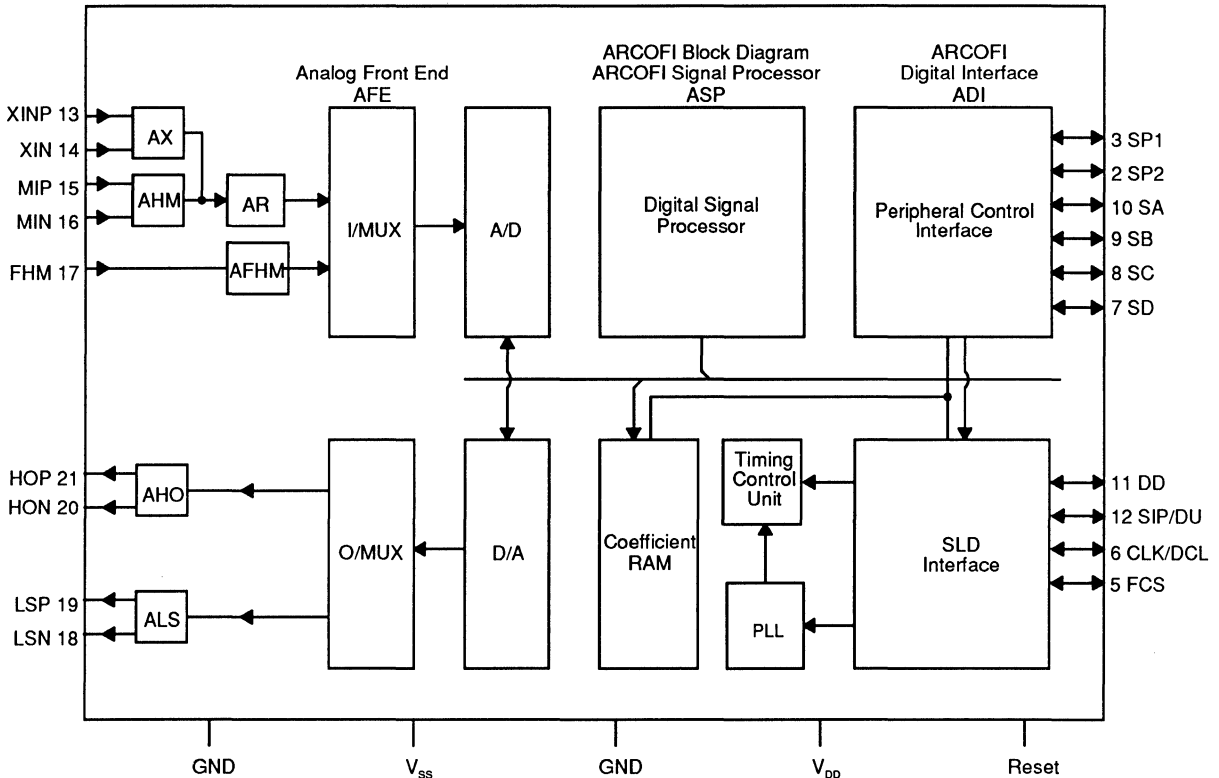 ARCOFI Block Diagram
Analog Front End
AFE
ARCOFI Signal Processor
ASP
ARCOFI
Digital Interface
ADI
XINP 13
XIN 14
MIP 15
MIN 16
FHM 17
AX
AHM
AR
AFHM
I/MUX
A/D
Digital Signal
Processor
Peripheral Control
Interface
3 SP1
2 SP2
10 SA
9 SB
8 SC
7 SD
HOP 21
HON 20
LSP 19
LSN 18
AHO
ALS
O/MUX
D/A
Coefficient
RAM
Timing
Control
Unit
PLL
SLD
Interface
11 DD
12 SIP/DU
6 CLK/DCL
5 FCS
GND
Vss
GND
VDD
Reset